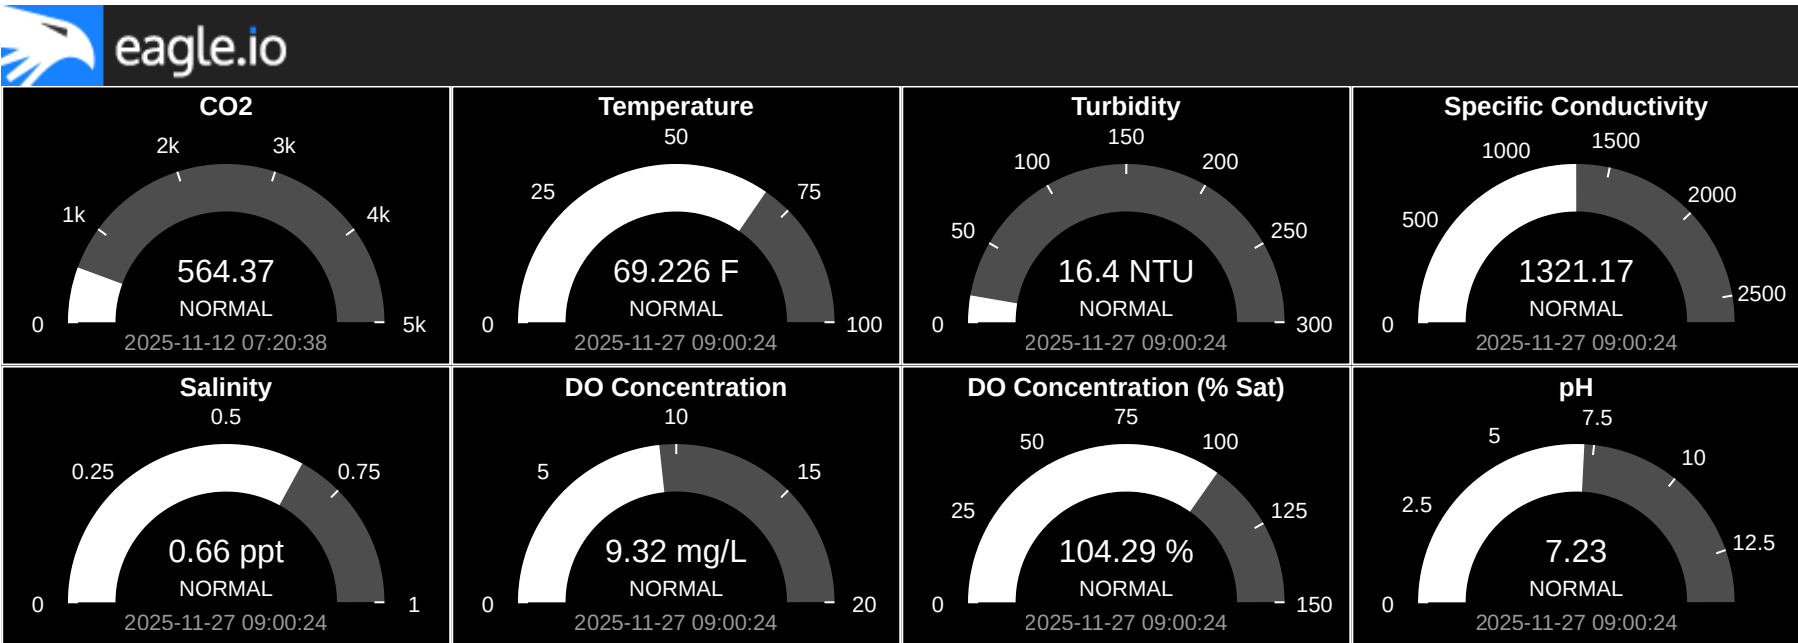 eagle.io
CO2
2k
3k
1k
4k
564.37
NORMAL
0
5k
2025-11-12 07:20:38
Temperature
50
25
75
69.226 F
NORMAL
0
100
2025-11-27 09:00:24
Turbidity
150
100
200
50
250
16.4 NTU
NORMAL
0
300
2025-11-27 09:00:24
Specific Conductivity
1500
1000
2000
500
1321.17
2500
NORMAL
0
2025-11-27 09:00:24
Salinity
0.5
0.25
0.75
0.66 ppt
NORMAL
0
1
2025-11-27 09:00:24
DO Concentration
10
5
15
9.32 mg/L
NORMAL
0
20
2025-11-27 09:00:24
DO Concentration (% Sat)
75
50
100
25
125
104.29 %
NORMAL
0
150
2025-11-27 09:00:24
pH
7.5
5
10
2.5
12.5
7.23
NORMAL
0
2025-11-27 09:00:24